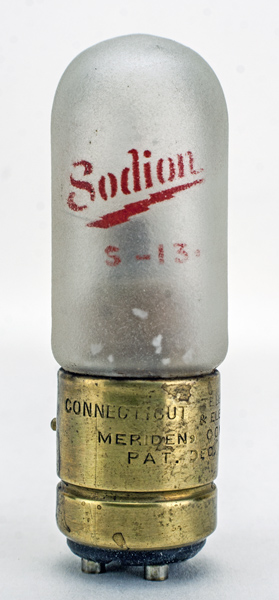 Sodion
S-13
CONNECTICUT
&
MERIDEN,
PAT.